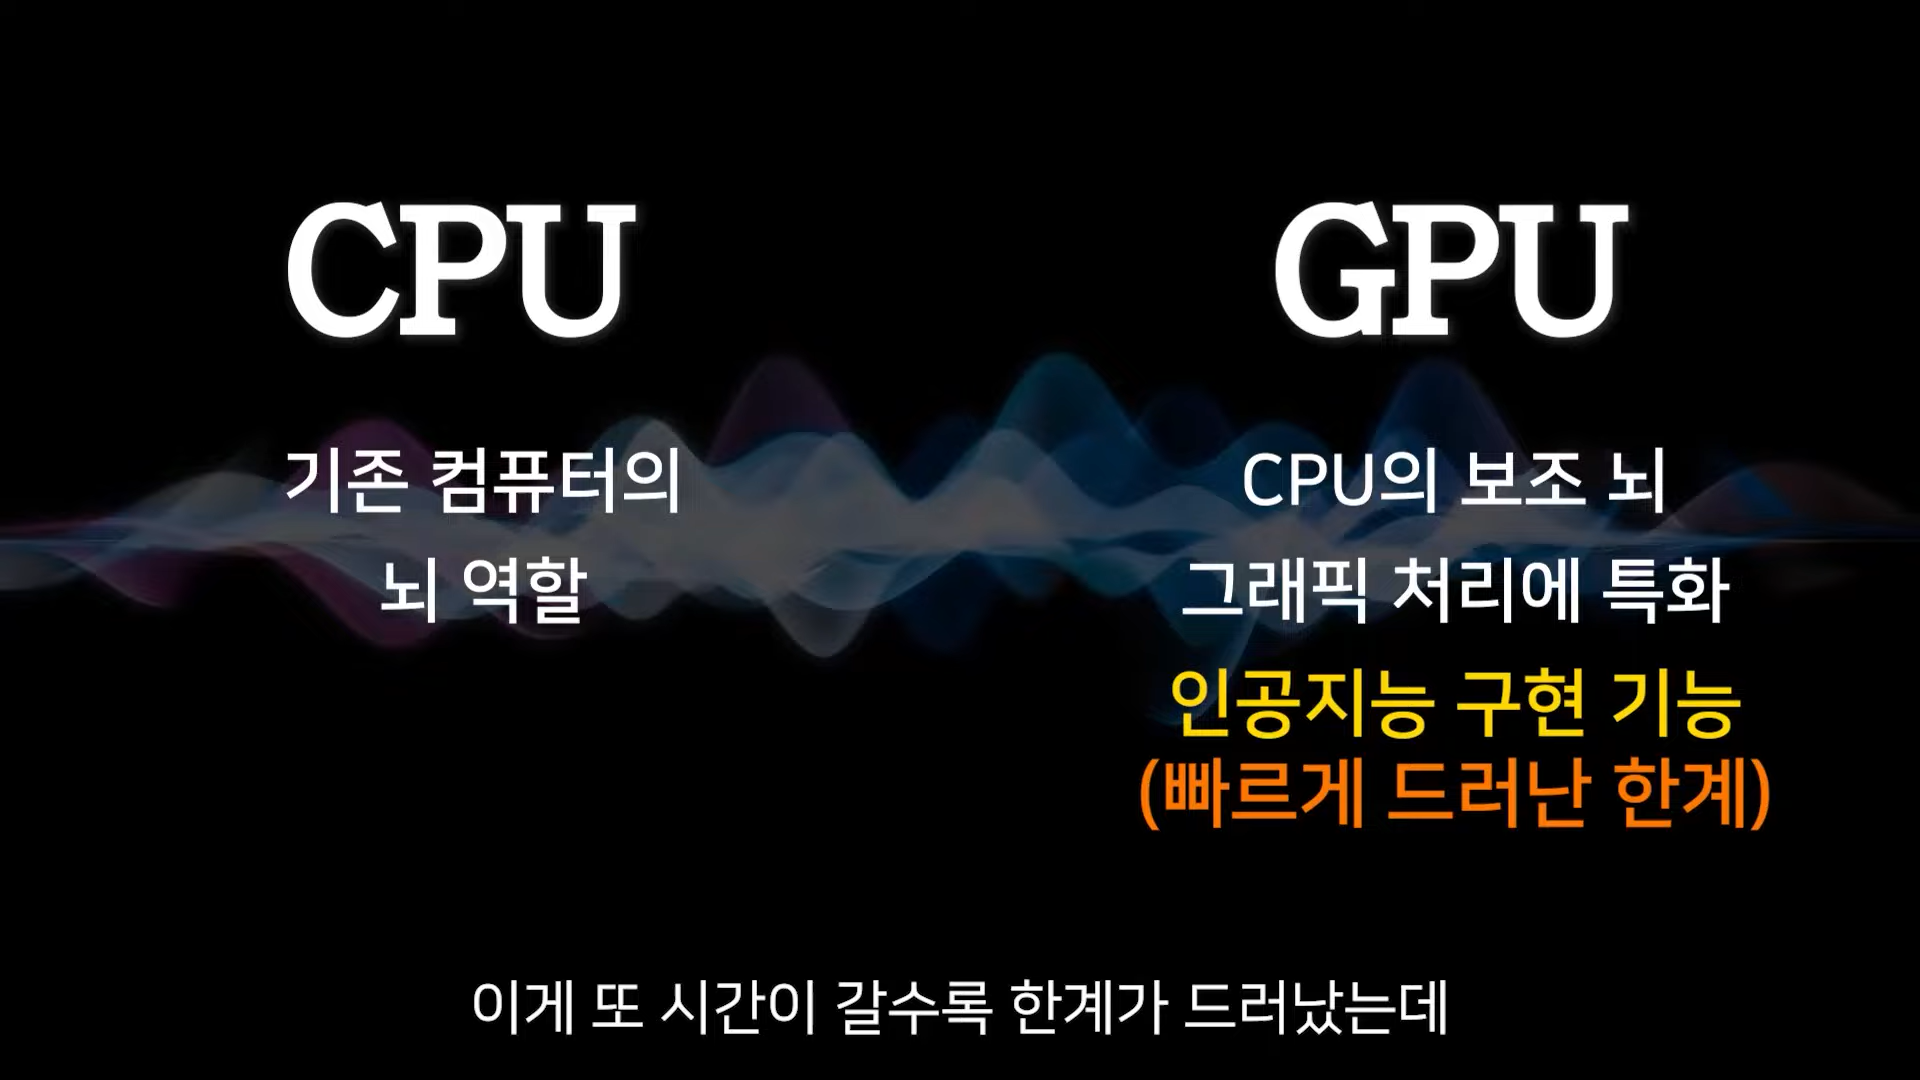 CPU
기존 컴퓨터의
뇌 역할
GPU
CPU의 보조 뇌
그래픽 처리에 특화
인공지능 구현 기능
(빠르게 드러난 한계)
이게 또 시간이 갈수록 한계가 드러났는데